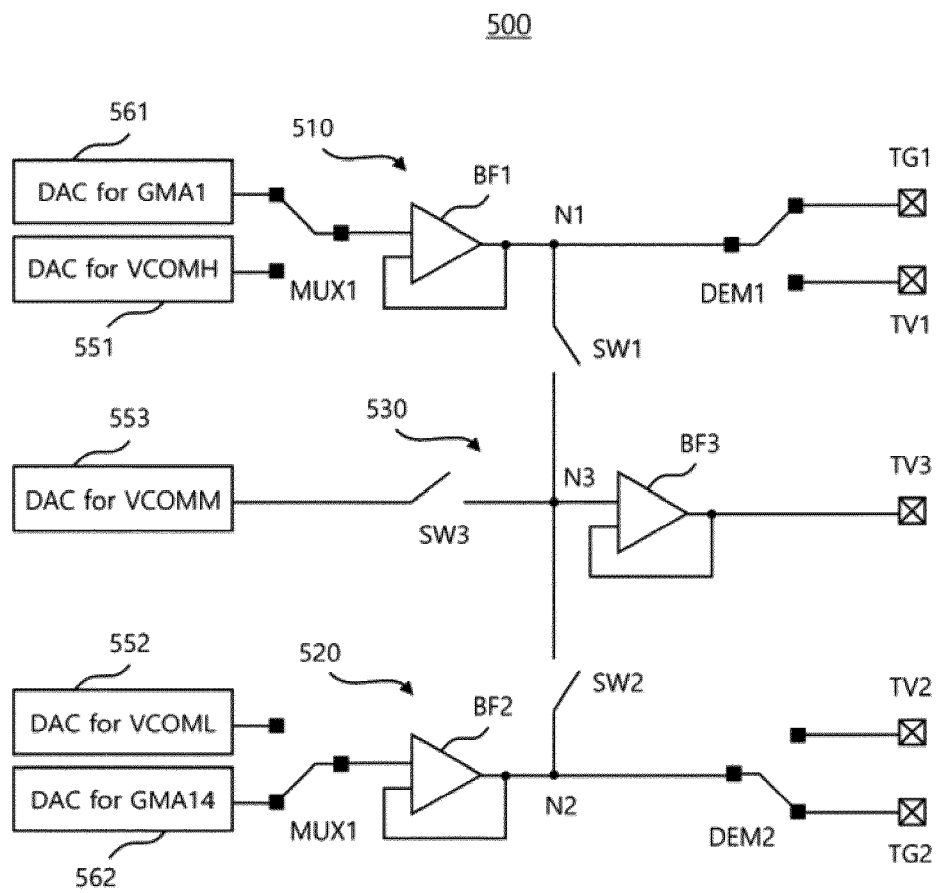 500
561
510
DAC for GMA1
BF1
N1
TG1
DAC for VCOMH
MUX1
DEM1
TV1
551
SW1
553
530
BF3
TV3
DAC for VCOMM
N3
SW3
552
520
SW2
TV2
DAC for VCOML
BF2
DAC for GMA14
MUX1
N2
DEM2
TG2
562